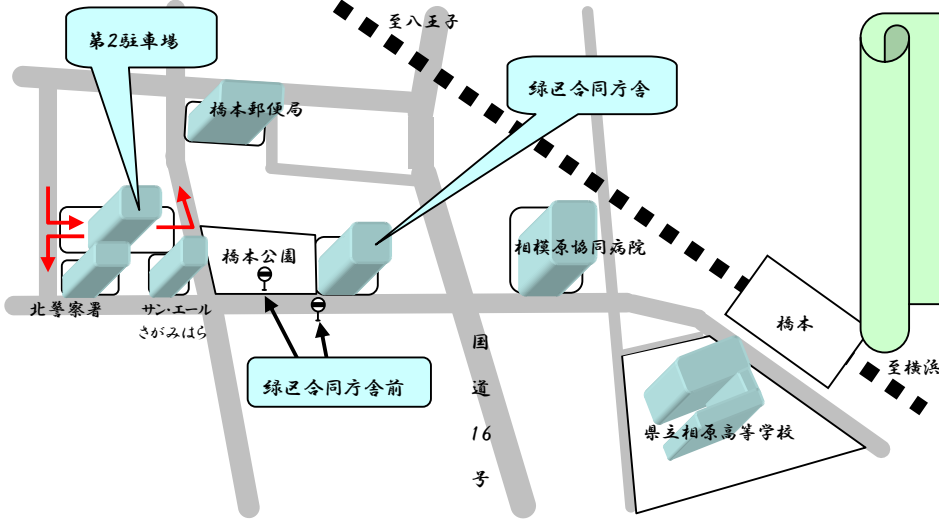 至八王子
第2駐車場
緑区合同庁舎
橋本郵便局
橋本公園
相模原協同病院
北警察署
サン・エール
さがみはら
橋本
緑区合同庁舎前
国
道
16
号
至横浜
県立相原高等学校